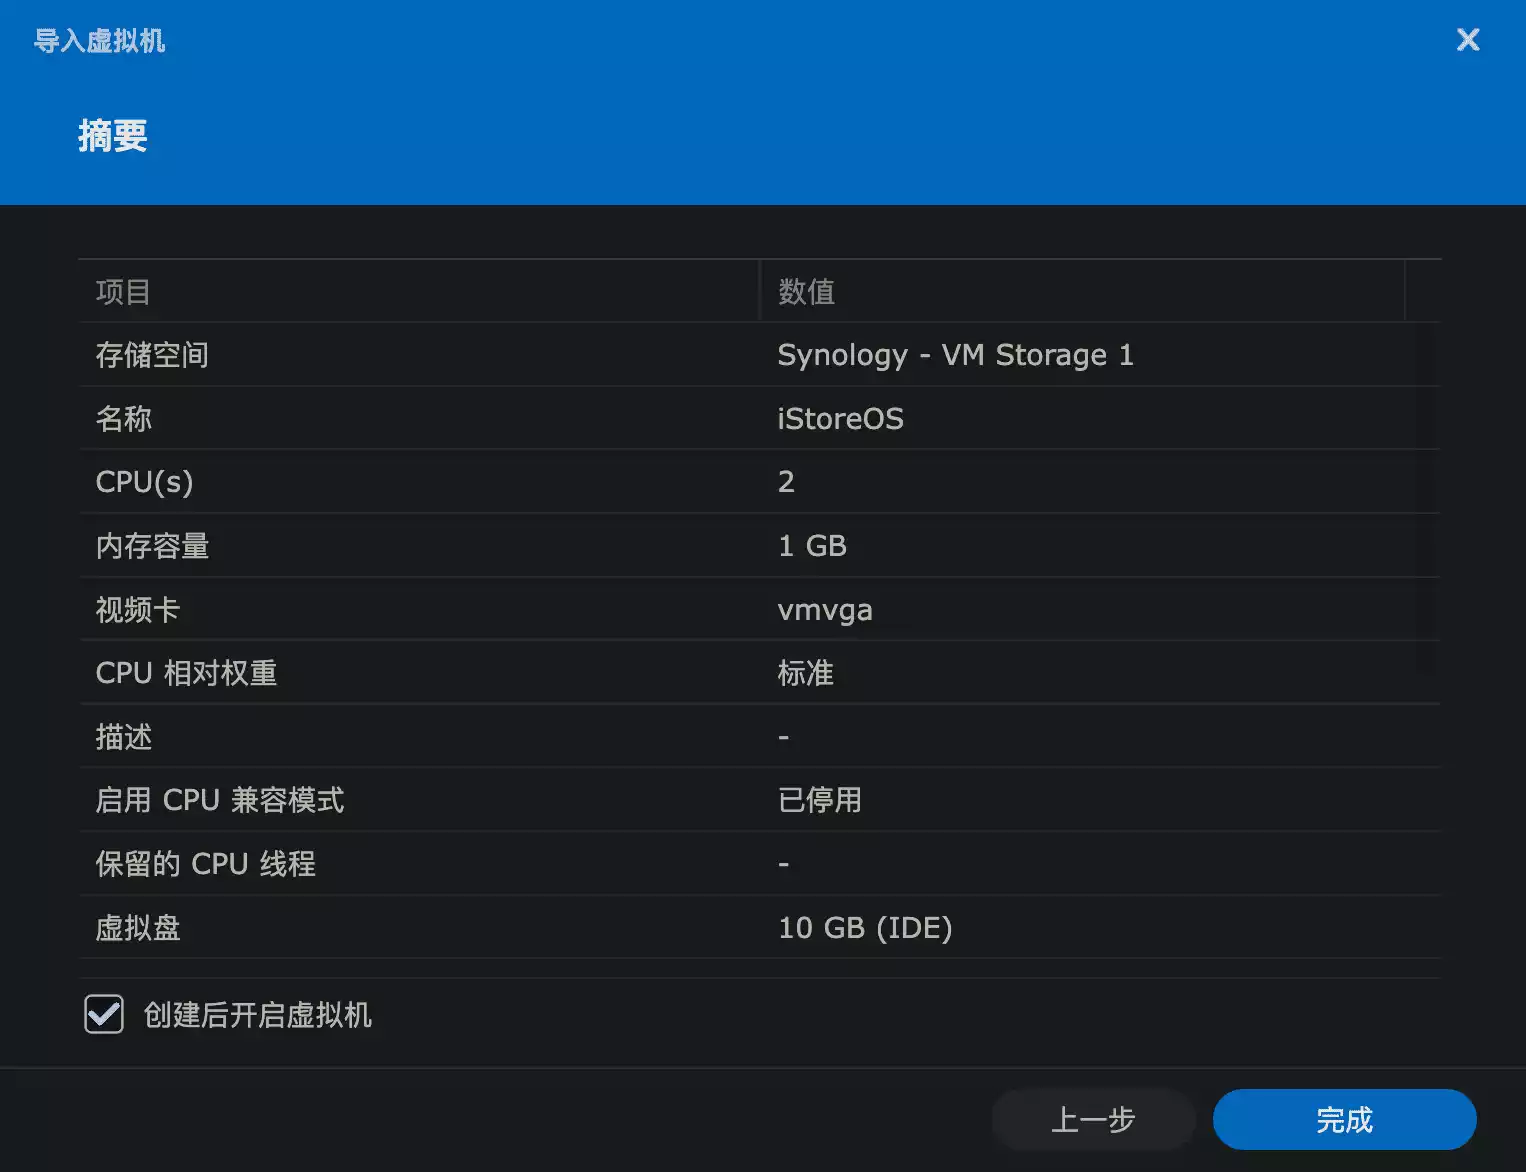 导入虚拟机
X
摘要
项目 数值
存储空间 Synology - VM Storage 1
名称 iStoreOS
CPU(s) 2
内存容量 1 GB
视频卡 vmvga
CPU 相对权重 标准
描述 -
启用 CPU 兼容模式 已停用
保留的 CPU 线程 -
虚拟盘 10 GB (IDE)
创建后开启虚拟机
上一步 完成